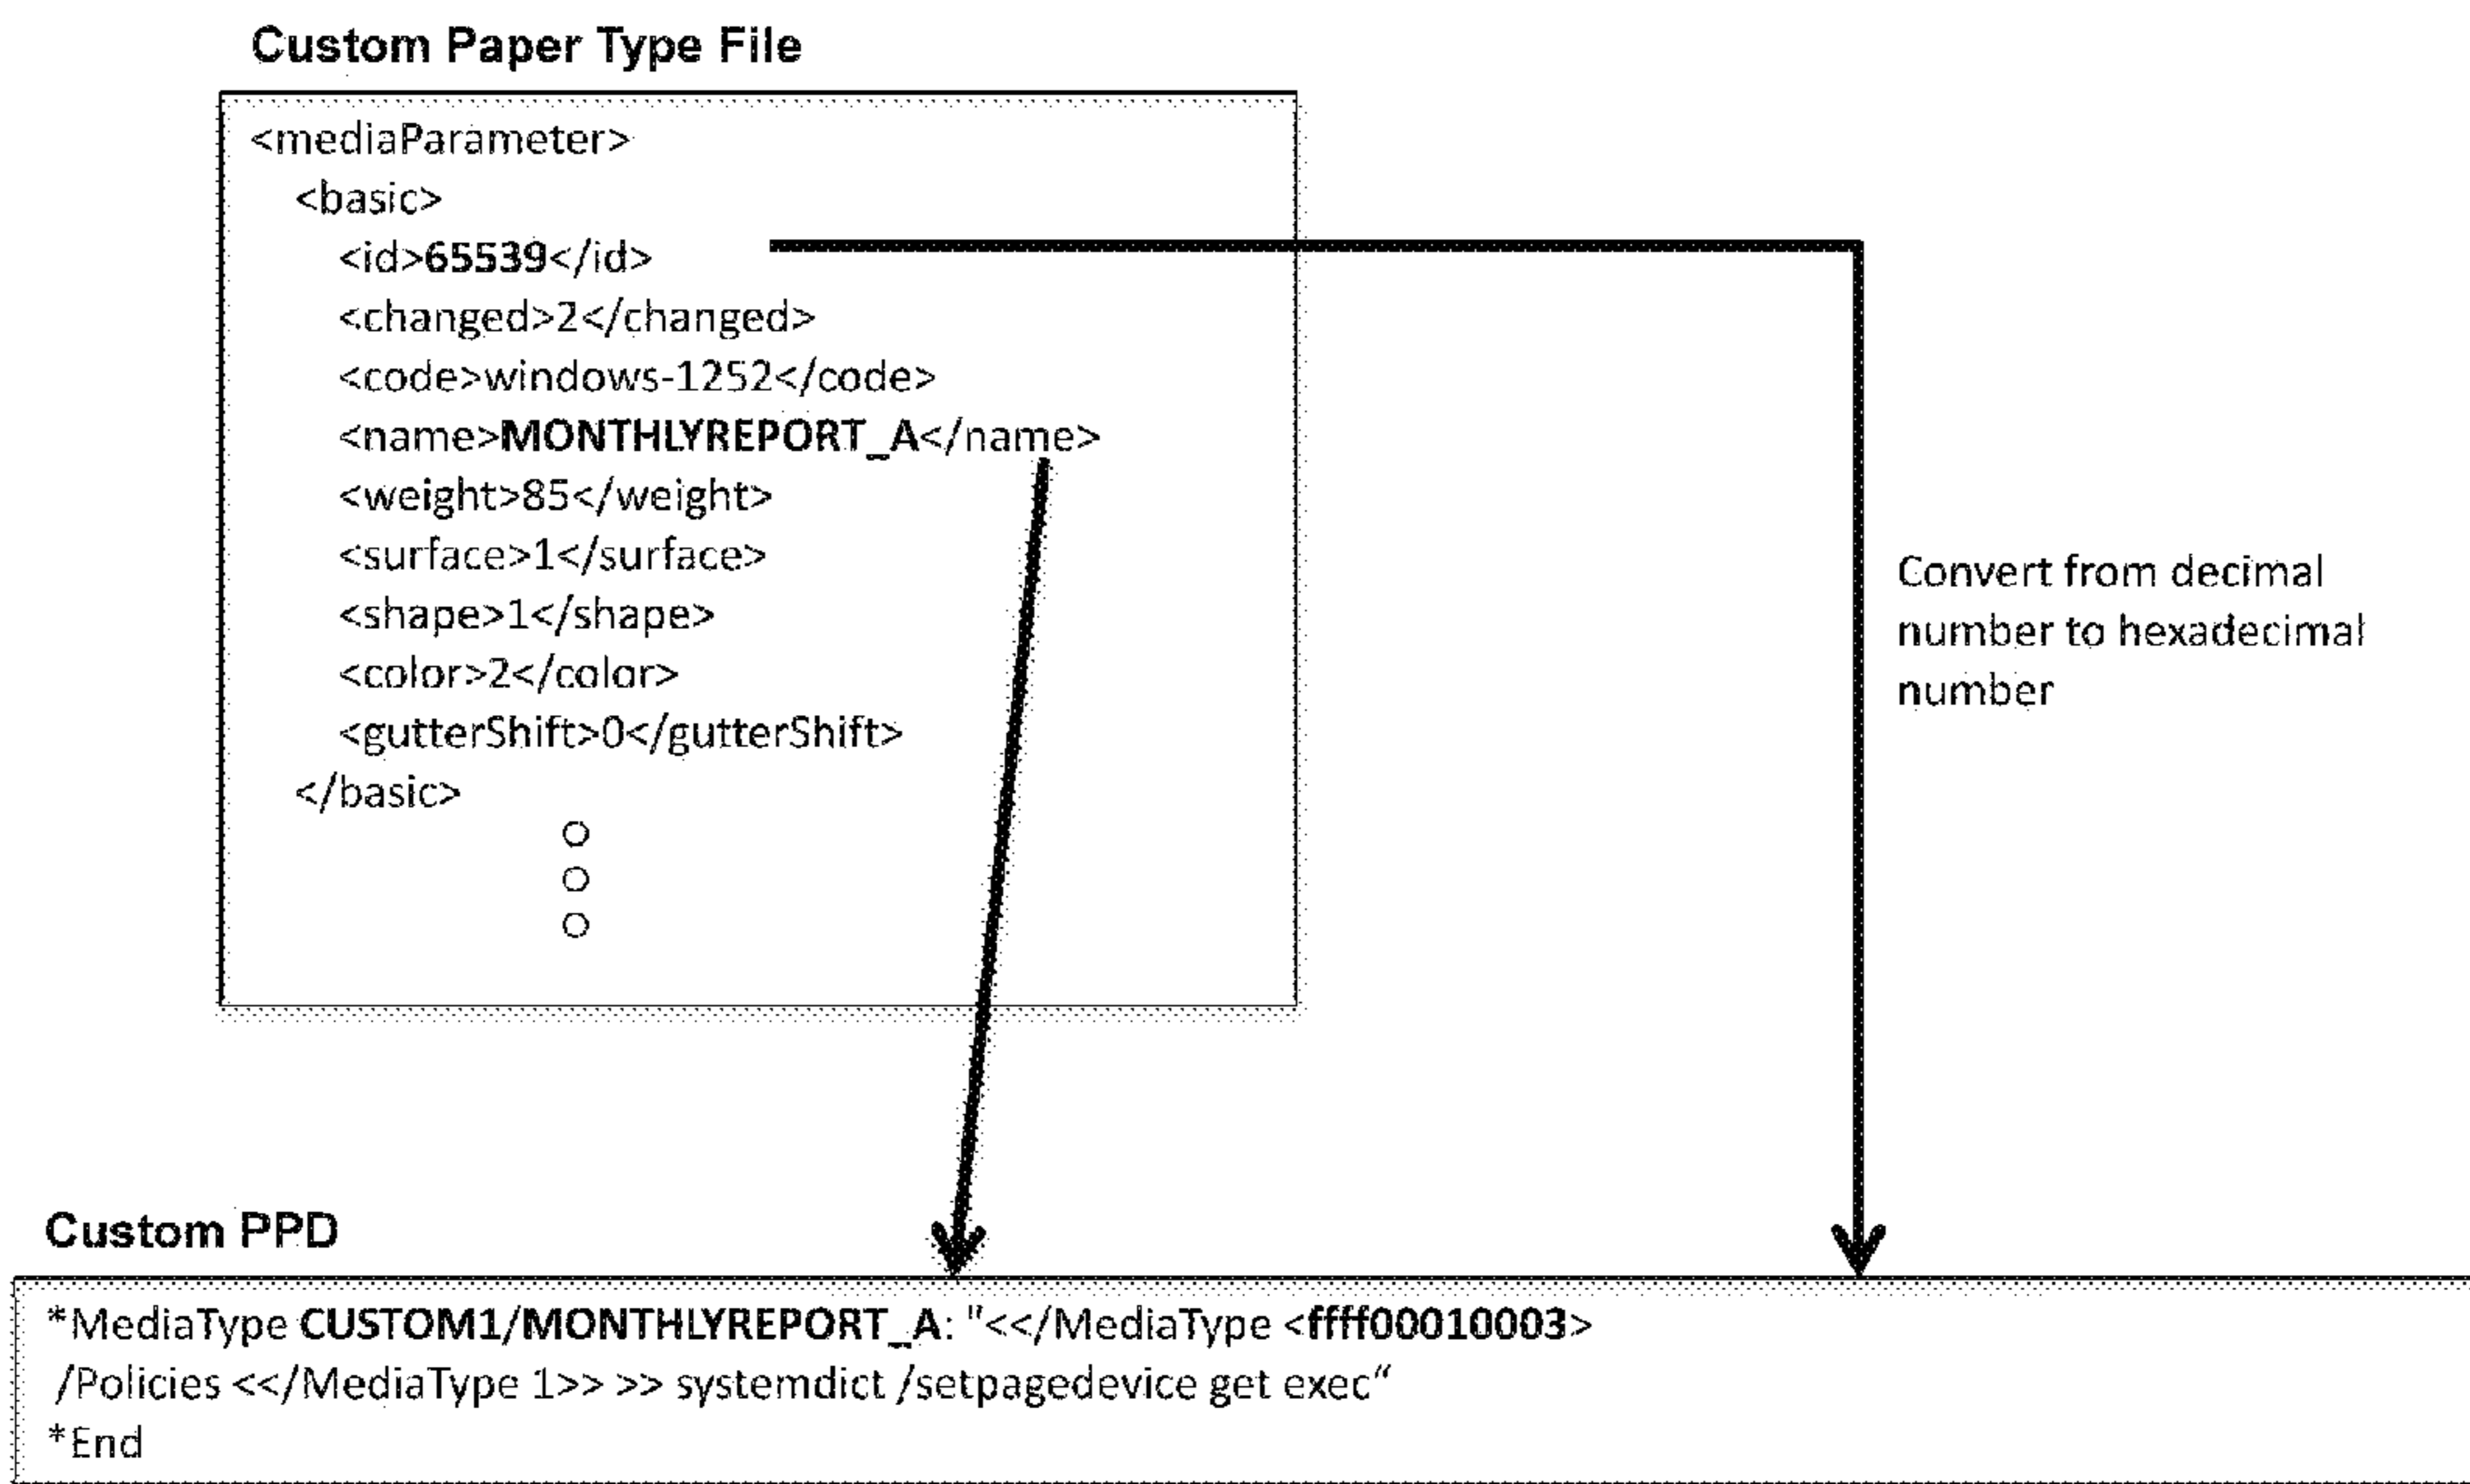 Custom Paper Type File
<mediaParameter>
<basic>
<id>65539</id>
<changed>2</changed>
<code>windows-1252</code>
<name>MONTHLYREPORT_A</name>
<weight>85</weight>
<surface>1</surface>
<shape>1</shape>
<color>2</color>
<gutterShift>0</gutterShift>
</basic>
Convert from decimal
number to hexadecimal
number
Custom PPD
*MediaType CUSTOM1/MONTHLYREPORT_A: "<</MediaType <ffff00010003>
/Policies <</MediaType 1>> >> systemdict /setpagedevice get exec“
*End